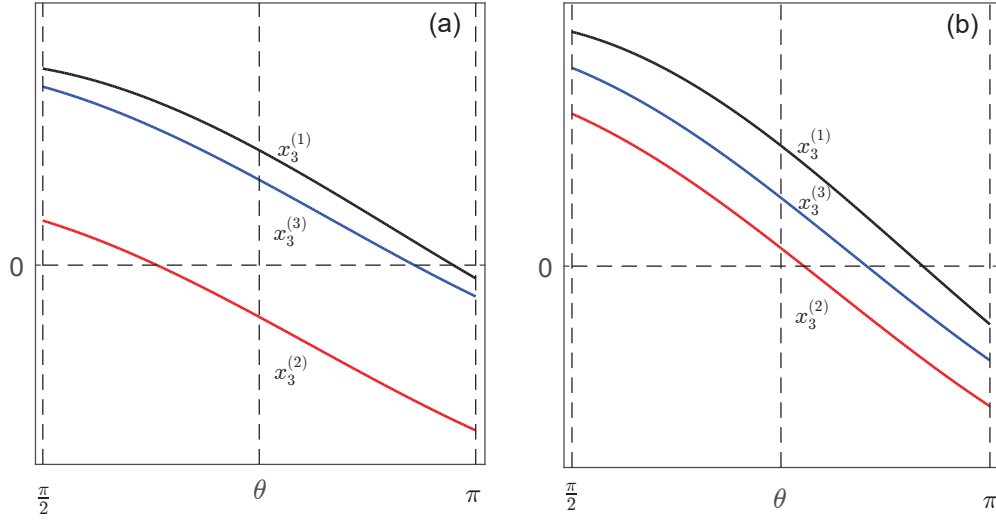 (a)
x_3^{(1)}
x_3^{(3)}
0
x_3^{(2)}
π/2 θ π
(b)
x_3^{(1)}
x_3^{(3)}
0
x_3^{(2)}
π/2 θ π